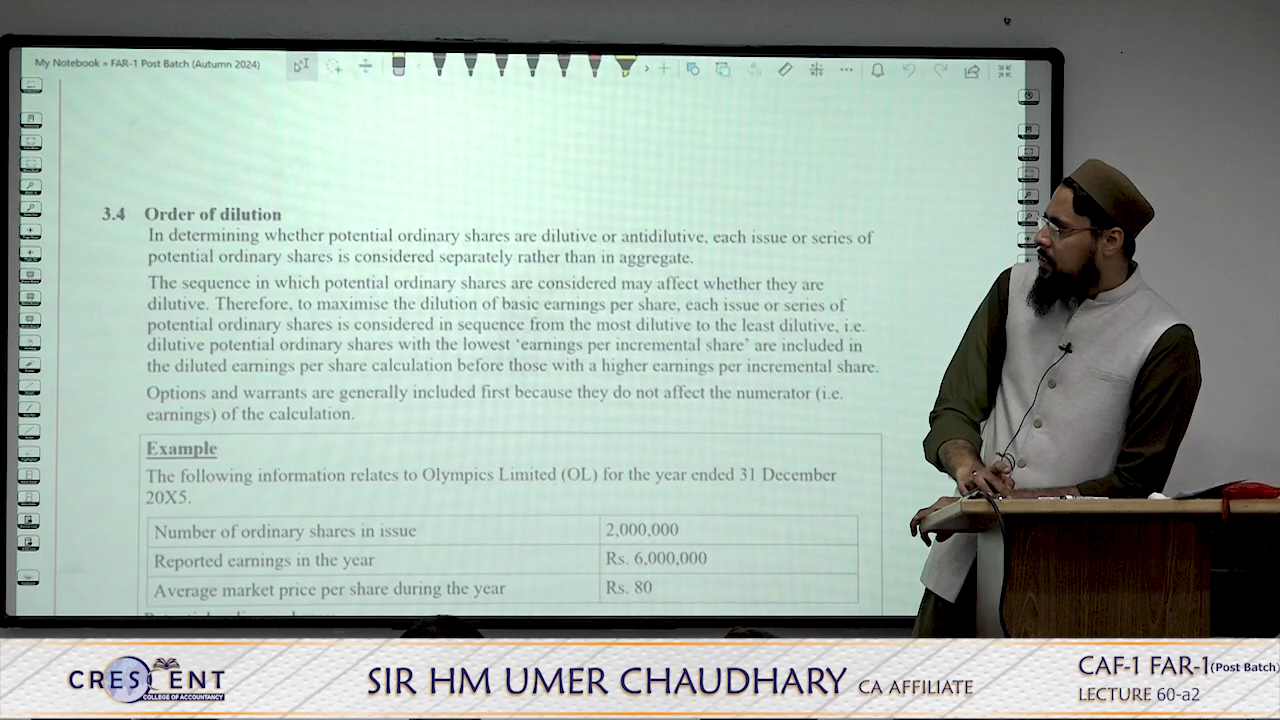 My Notebook » FAR-1 Post Batch (Autumn 2024)
3.4 Order of dilution
In determining whether potential ordinary shares are dilutive or antidilutive, each issue or series of
potential ordinary shares is considered separately rather than in aggregate.
The sequence in which potential ordinary shares are considered may affect whether they are
dilutive. Therefore, to maximise the dilution of basic earnings per share, each issue or series of
potential ordinary shares is considered in sequence from the most dilutive to the least dilutive, i.e.
dilutive potential ordinary shares with the lowest ‘earnings per incremental share’ are included in
the diluted earnings per share calculation before those with a higher earnings per incremental share.
Options and warrants are generally included first because they do not affect the numerator (i.e.
earnings) of the calculation.
Example
The following information relates to Olympics Limited (OL) for the year ended 31 December
20X5.
Number of ordinary shares in issue 2,000,000
Reported earnings in the year Rs. 6,000,000
Average market price per share during the year Rs. 80
CRESCENT
COLLEGE OF ACCOUNTANCY
SIR HM UMER CHAUDHARY CA AFFILIATE
CAF-1 FAR-1 (Post Batch)
LECTURE 60-a2